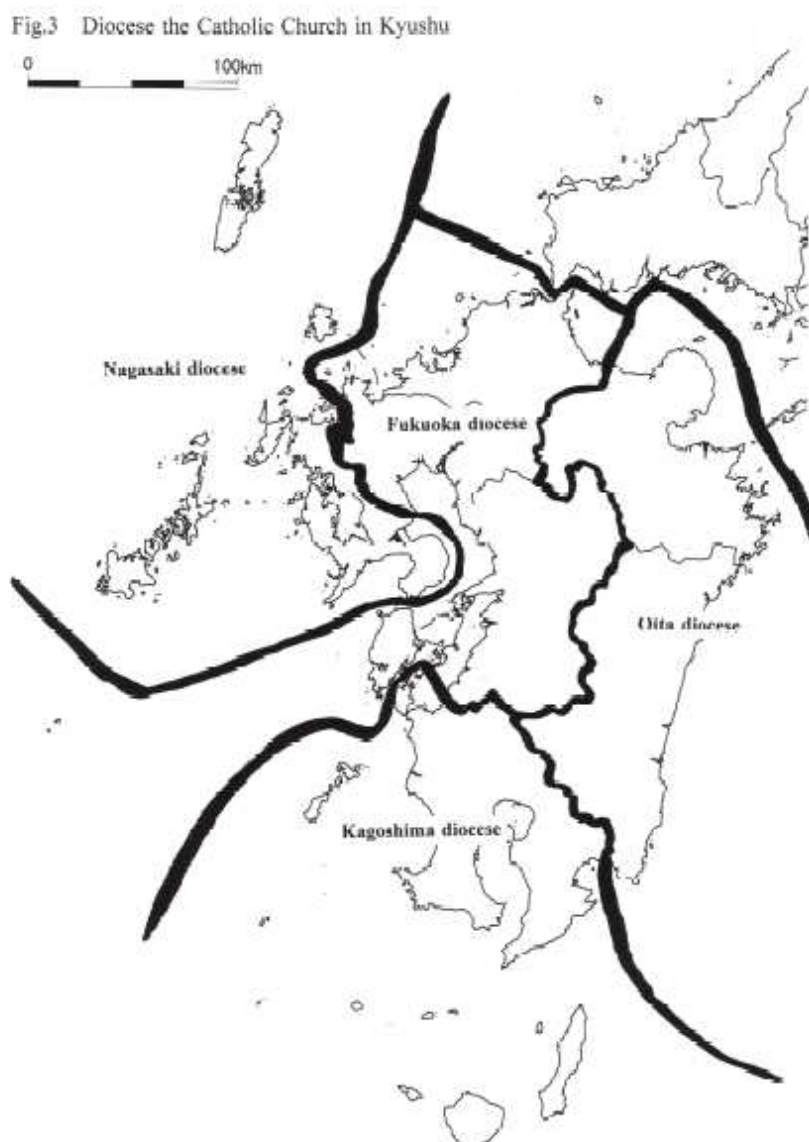 Fig.3 Diocese the Catholic Church in Kyushu
0 100km
Nagasaki diocese
Fukuoka diocese
Oita diocese
Kagoshima diocese